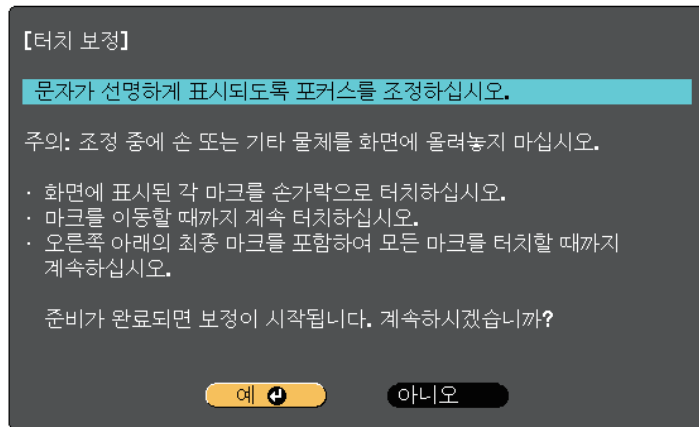 [터치 보정]
문자가 선명하게 표시되도록 포커스를 조정하십시오.
주의: 조정 중에 손 또는 기타 물체를 화면에 올려놓지 마십시오.
· 화면에 표시된 각 마크를 손가락으로 터치하십시오.
· 마크를 이동할 때까지 계속 터치하십시오.
· 오른쪽 아래의 최종 마크를 포함하여 모든 마크를 터치할 때까지
계속하십시오.
준비가 완료되면 보정이 시작됩니다. 계속하시겠습니까?
예 아니오